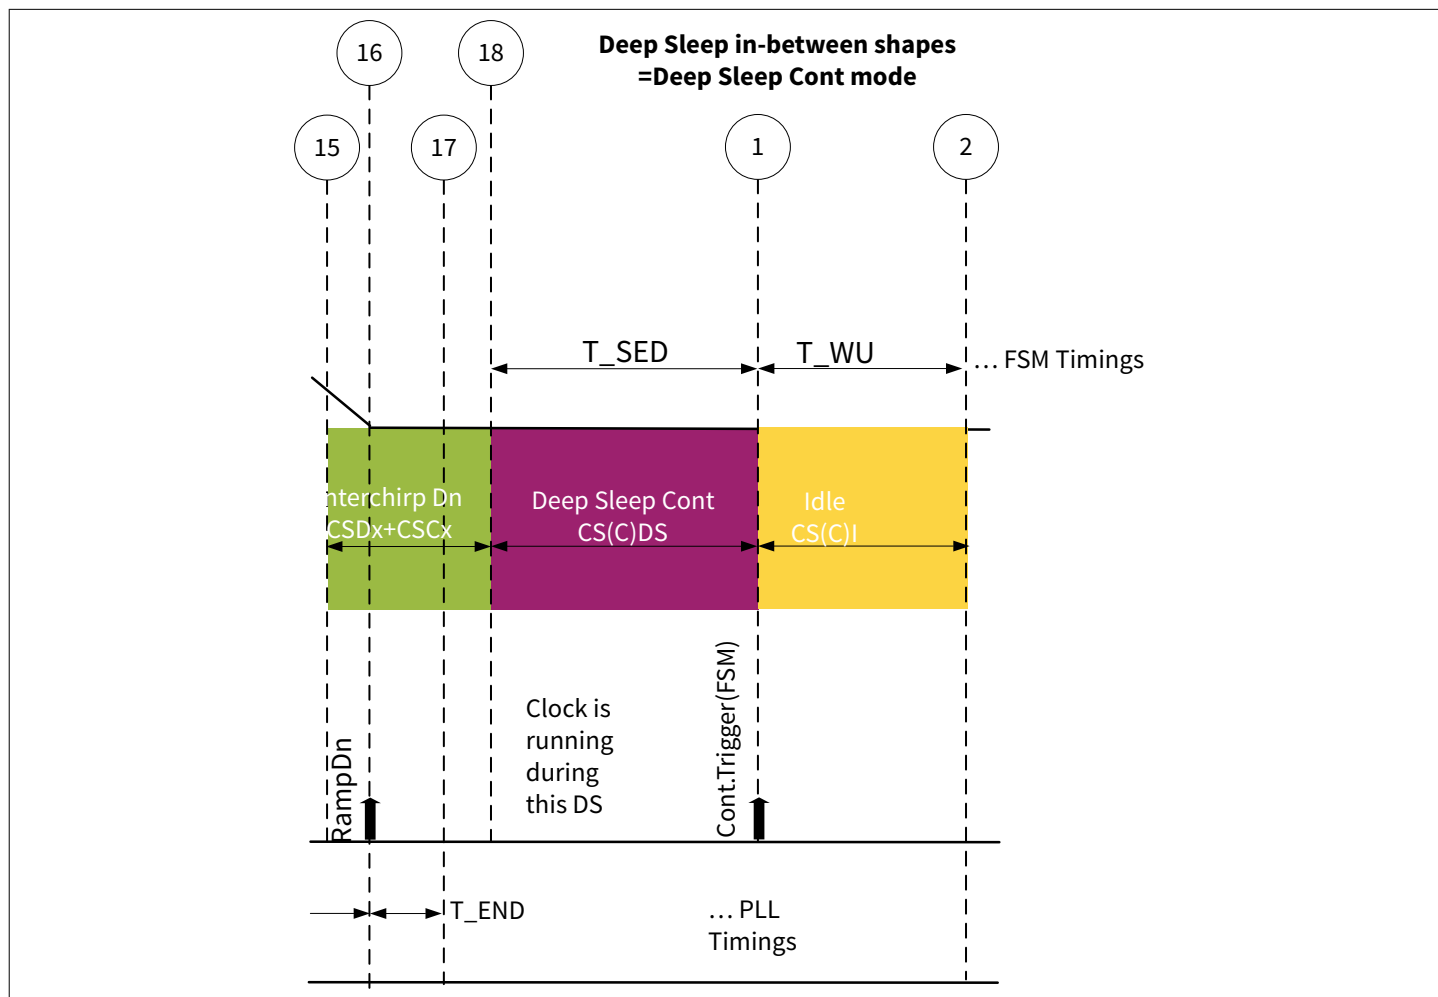 Deep Sleep in-between shapes
=Deep Sleep Cont mode
16
18
15
17
1
2
T_SED
T_WU
... FSM Timings
nterchirp Dn
CSDx+CSCx
Deep Sleep Cont
CS(C)DS
Idle
CS(C)I
RampDn
Clock is
running
during
this DS
Cont.Trigger(FSM)
T_END
... PLL
Timings